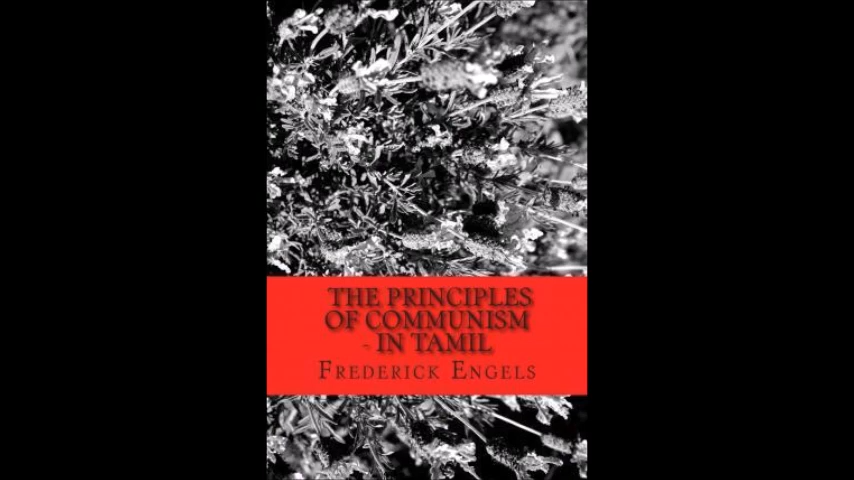 THE PRINCIPLES
OF COMMUNISM
- IN TAMIL
FREDERICK ENGELS